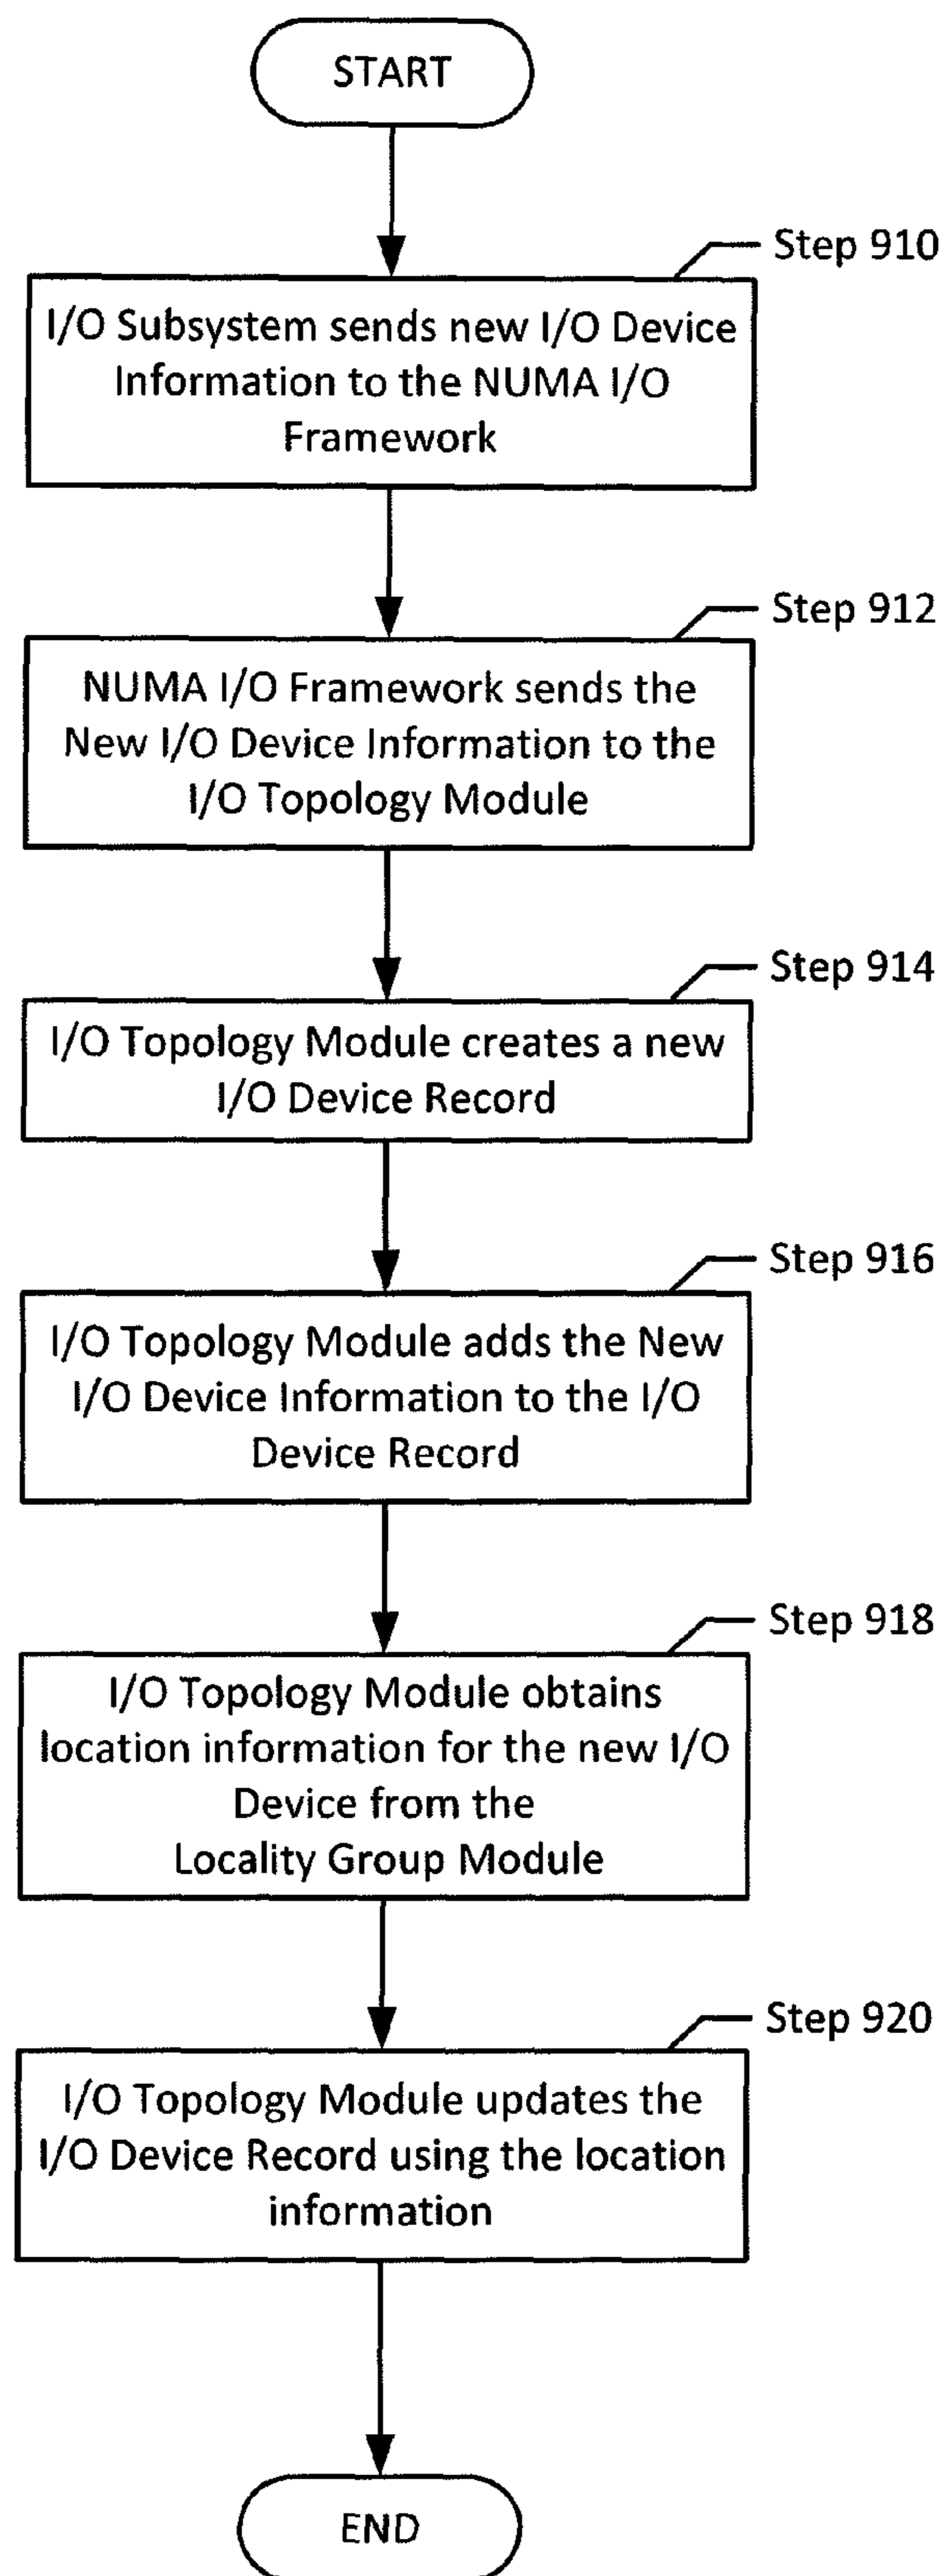 START
Step 910
I/O Subsystem sends new I/O Device
Information to the NUMA I/O
Framework
Step 912
NUMA I/O Framework sends the
New I/O Device Information to the
I/O Topology Module
Step 914
I/O Topology Module creates a new
I/O Device Record
Step 916
I/O Topology Module adds the New
I/O Device Information to the I/O
Device Record
Step 918
I/O Topology Module obtains
location information for the new I/O
Device from the
Locality Group Module
Step 920
I/O Topology Module updates the
I/O Device Record using the location
information
END